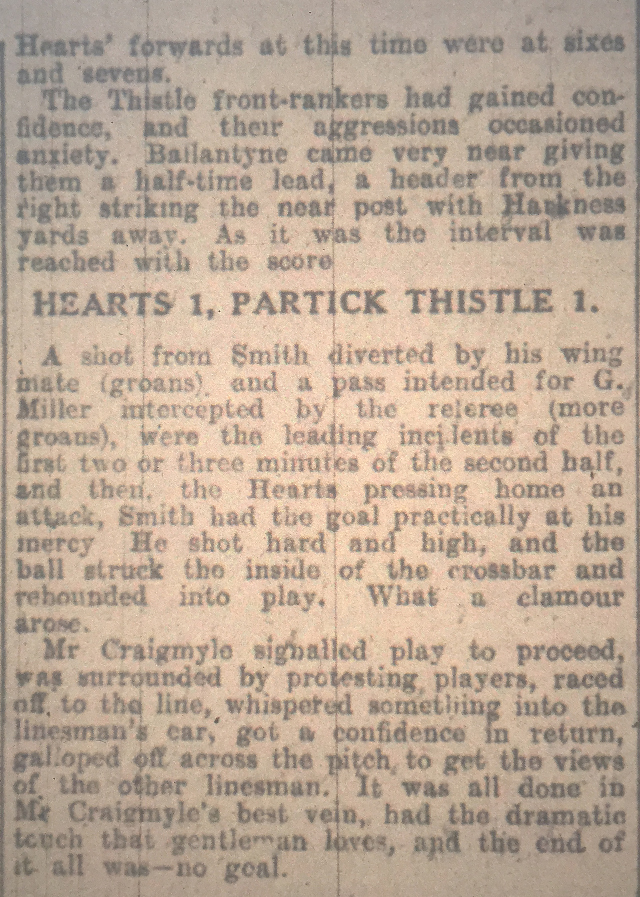 Hearts' forwards at this time were at sixes
and sevens.
The Thistle front-rankers had gained con-
fidence, and their aggressions occasioned
anxiety. Ballantyne came very near giving
them a half-time lead, a header from the
right striking the near post with Harkness
yards away. As it was the interval was
reached with the score
HEARTS 1, PARTICK THISTLE 1.
A shot from Smith diverted by his wing
mate (groans) and a pass intended for G.
Miller intercepted by the referee (more
groans), were the leading incidents of the
first two or three minutes of the second half,
and then, the Hearts pressing home an
attack, Smith had the goal practically at his
mercy He shot hard and high, and the
ball struck the inside of the crossbar and
rebounded into play. What a clamour
arose.
Mr Craigmyle signalled play to proceed,
was surrounded by protesting players, raced
off to the line, whispered something into the
linesman's ear, got a confidence in return,
galloped off across the pitch to get the views
of the other linesman. It was all done in
Mr Craigmyle's best vein, had the dramatic
touch that gentleman loves, and the end of
it all was—no goal.